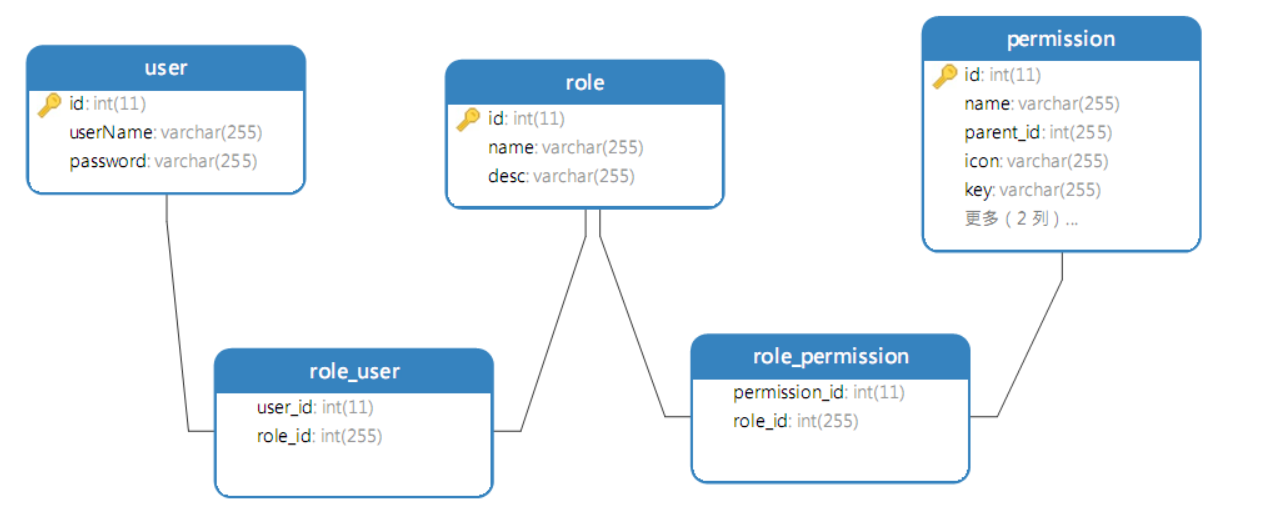 user
id: int(11)
userName: varchar(255)
password: varchar(255)
role
id: int(11)
name: varchar(255)
desc: varchar(255)
permission
id: int(11)
name: varchar(255)
parent_id: int(255)
icon: varchar(255)
key: varchar(255)
更多 ( 2 列 ) ...
role_user
user_id: int(11)
role_id: int(255)
role_permission
permission_id: int(11)
role_id: int(255)